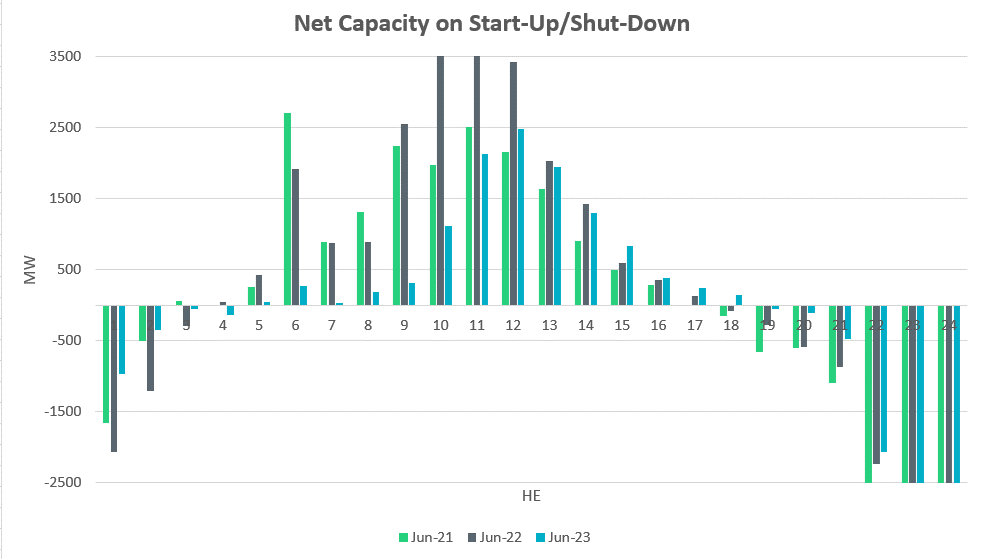 Net Capacity on Start-Up/Shut-Down
3500
2500
1500
500
-500
-1500
-2500
MW
1 2 3 4 5 6 7 8 9 10 11 12 13 14 15 16 17 18 19 20 21 22 23 24
HE
Jun-21 Jun-22 Jun-23